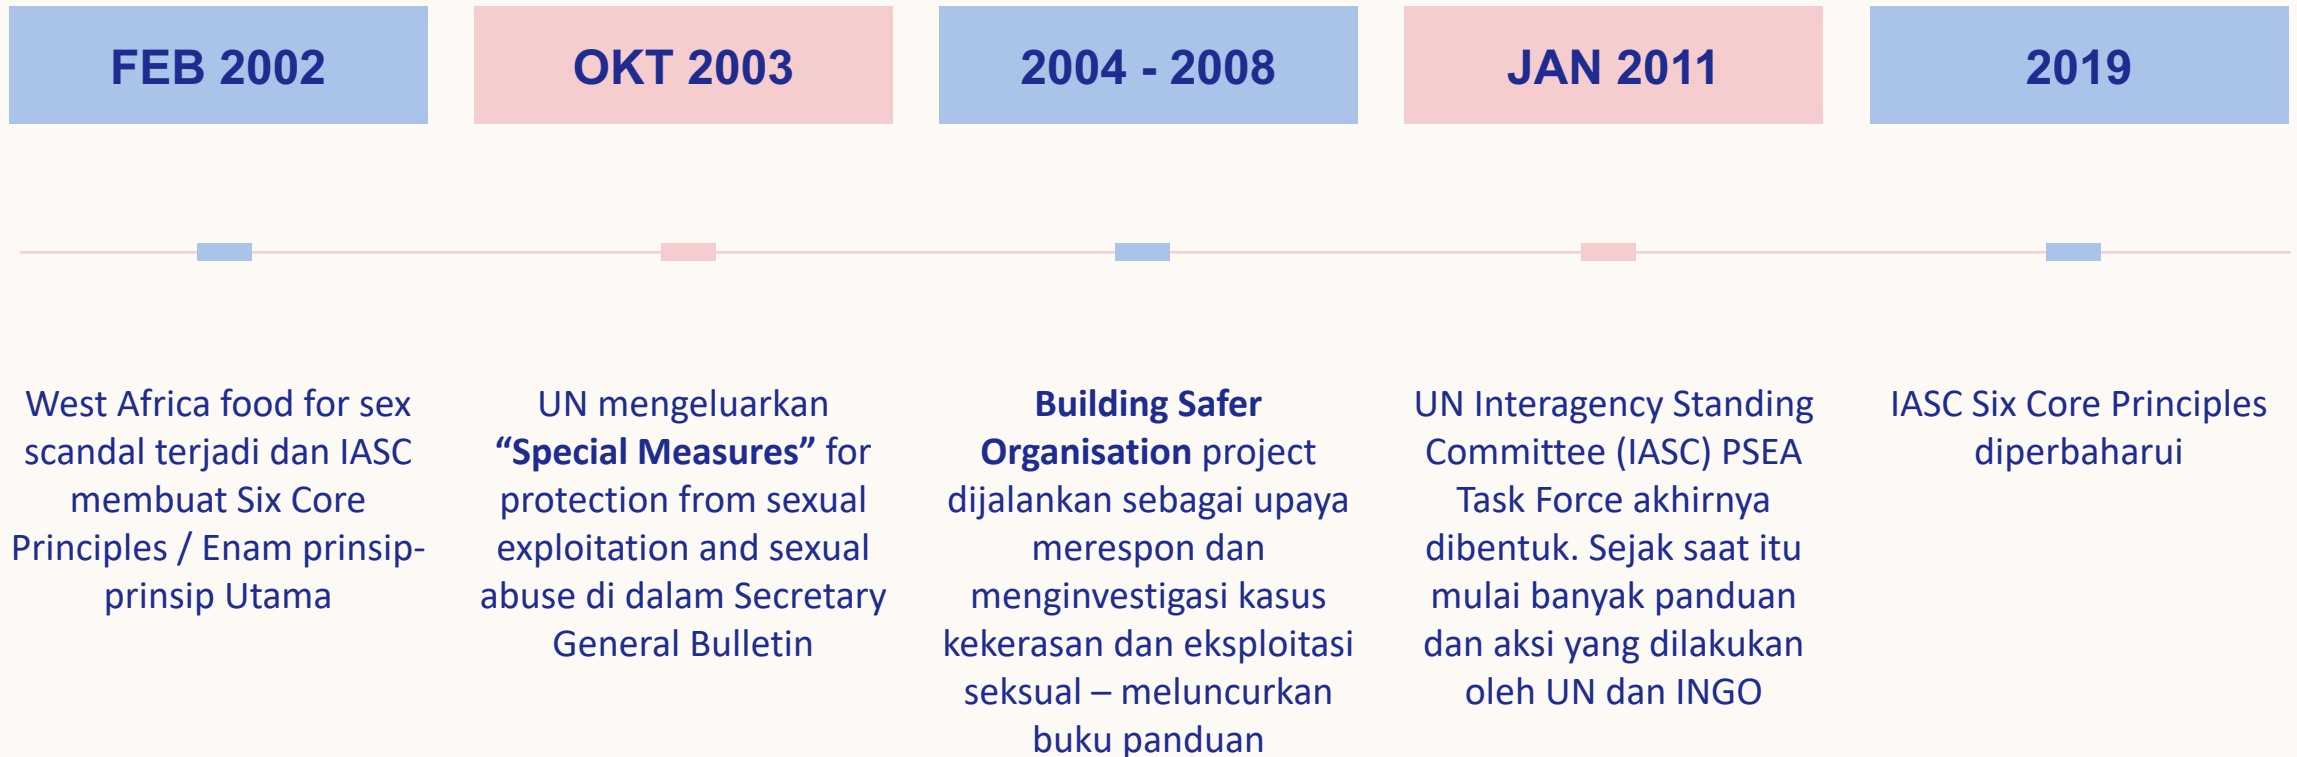 FEB 2002
OKT 2003
2004 - 2008
JAN 2011
2019
West Africa food for sex
scandal terjadi dan IASC
membuat Six Core
Principles / Enam prinsip-
prinsip Utama
UN mengeluarkan
“Special Measures” for
protection from sexual
exploitation and sexual
abuse di dalam Secretary
General Bulletin
Building Safer
Organisation project
dijalankan sebagai upaya
merespon dan
menginvestigasi kasus
kekerasan dan eksploitasi
seksual – meluncurkan
buku panduan
UN Interagency Standing
Committee (IASC) PSEA
Task Force akhirnya
dibentuk. Sejak saat itu
mulai banyak panduan
dan aksi yang dilakukan
oleh UN dan INGO
IASC Six Core Principles
diperbaharui